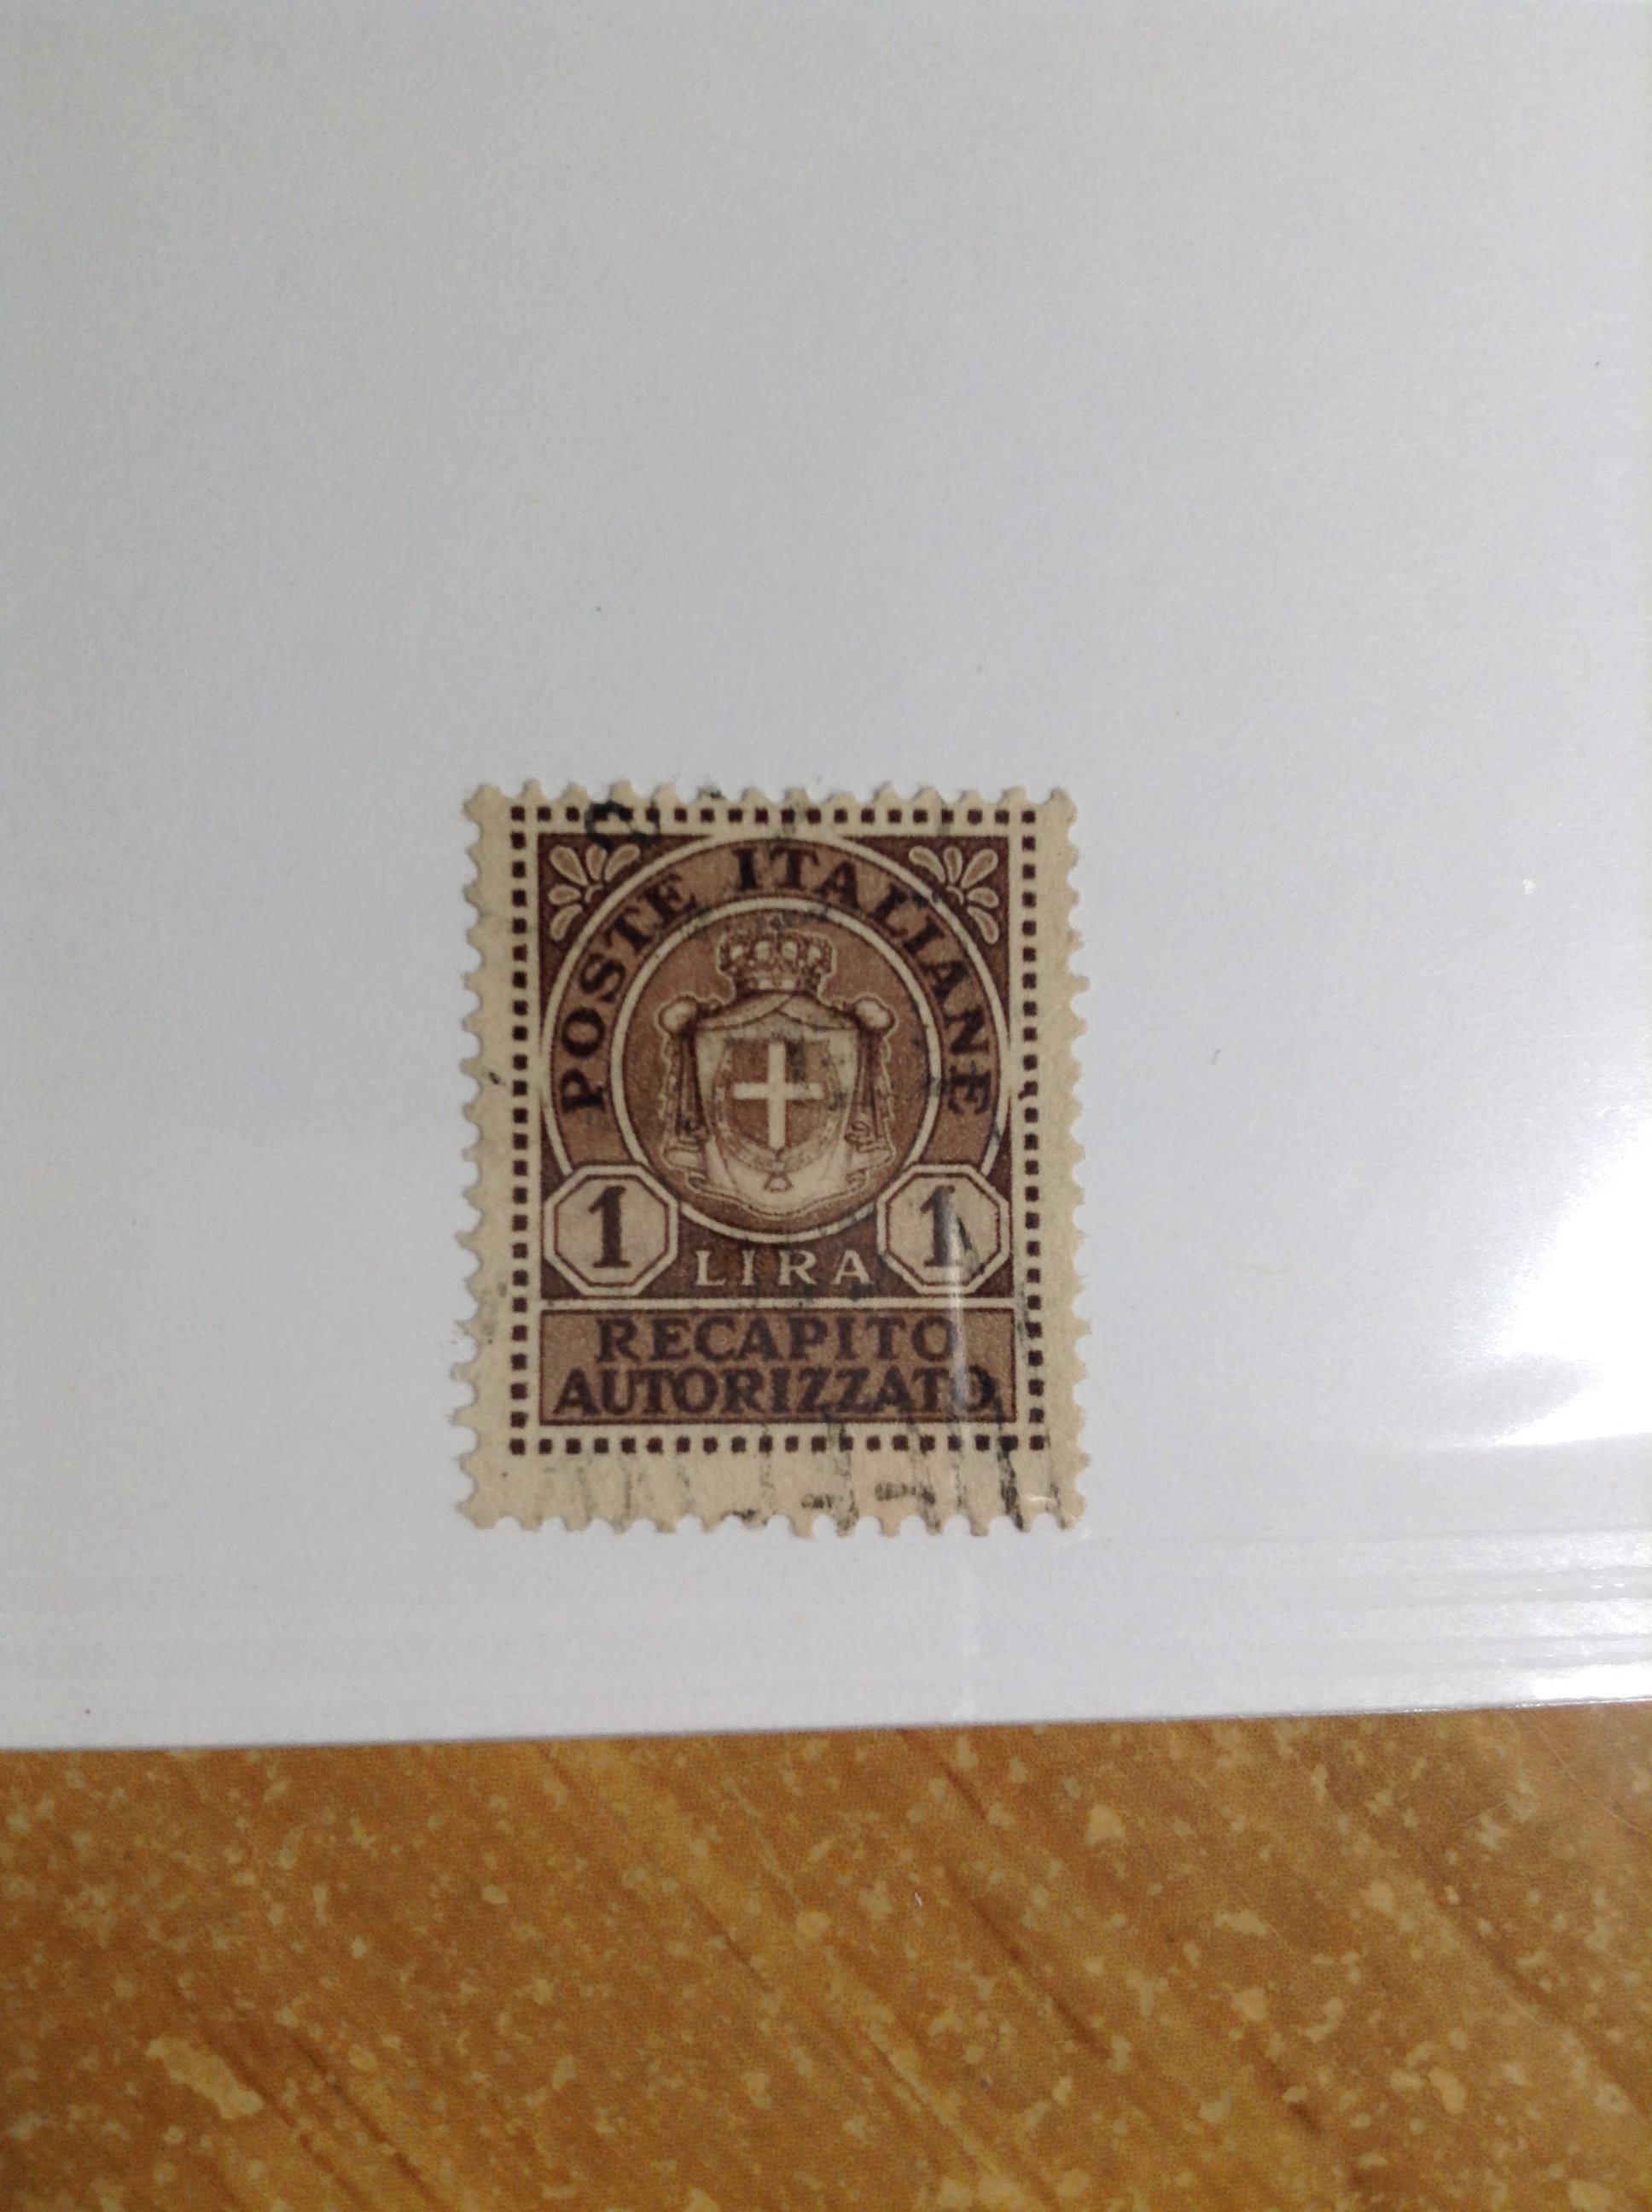 POSTE ITALIANE
1 LIRA 1
RECAPITO
AUTORIZZATO